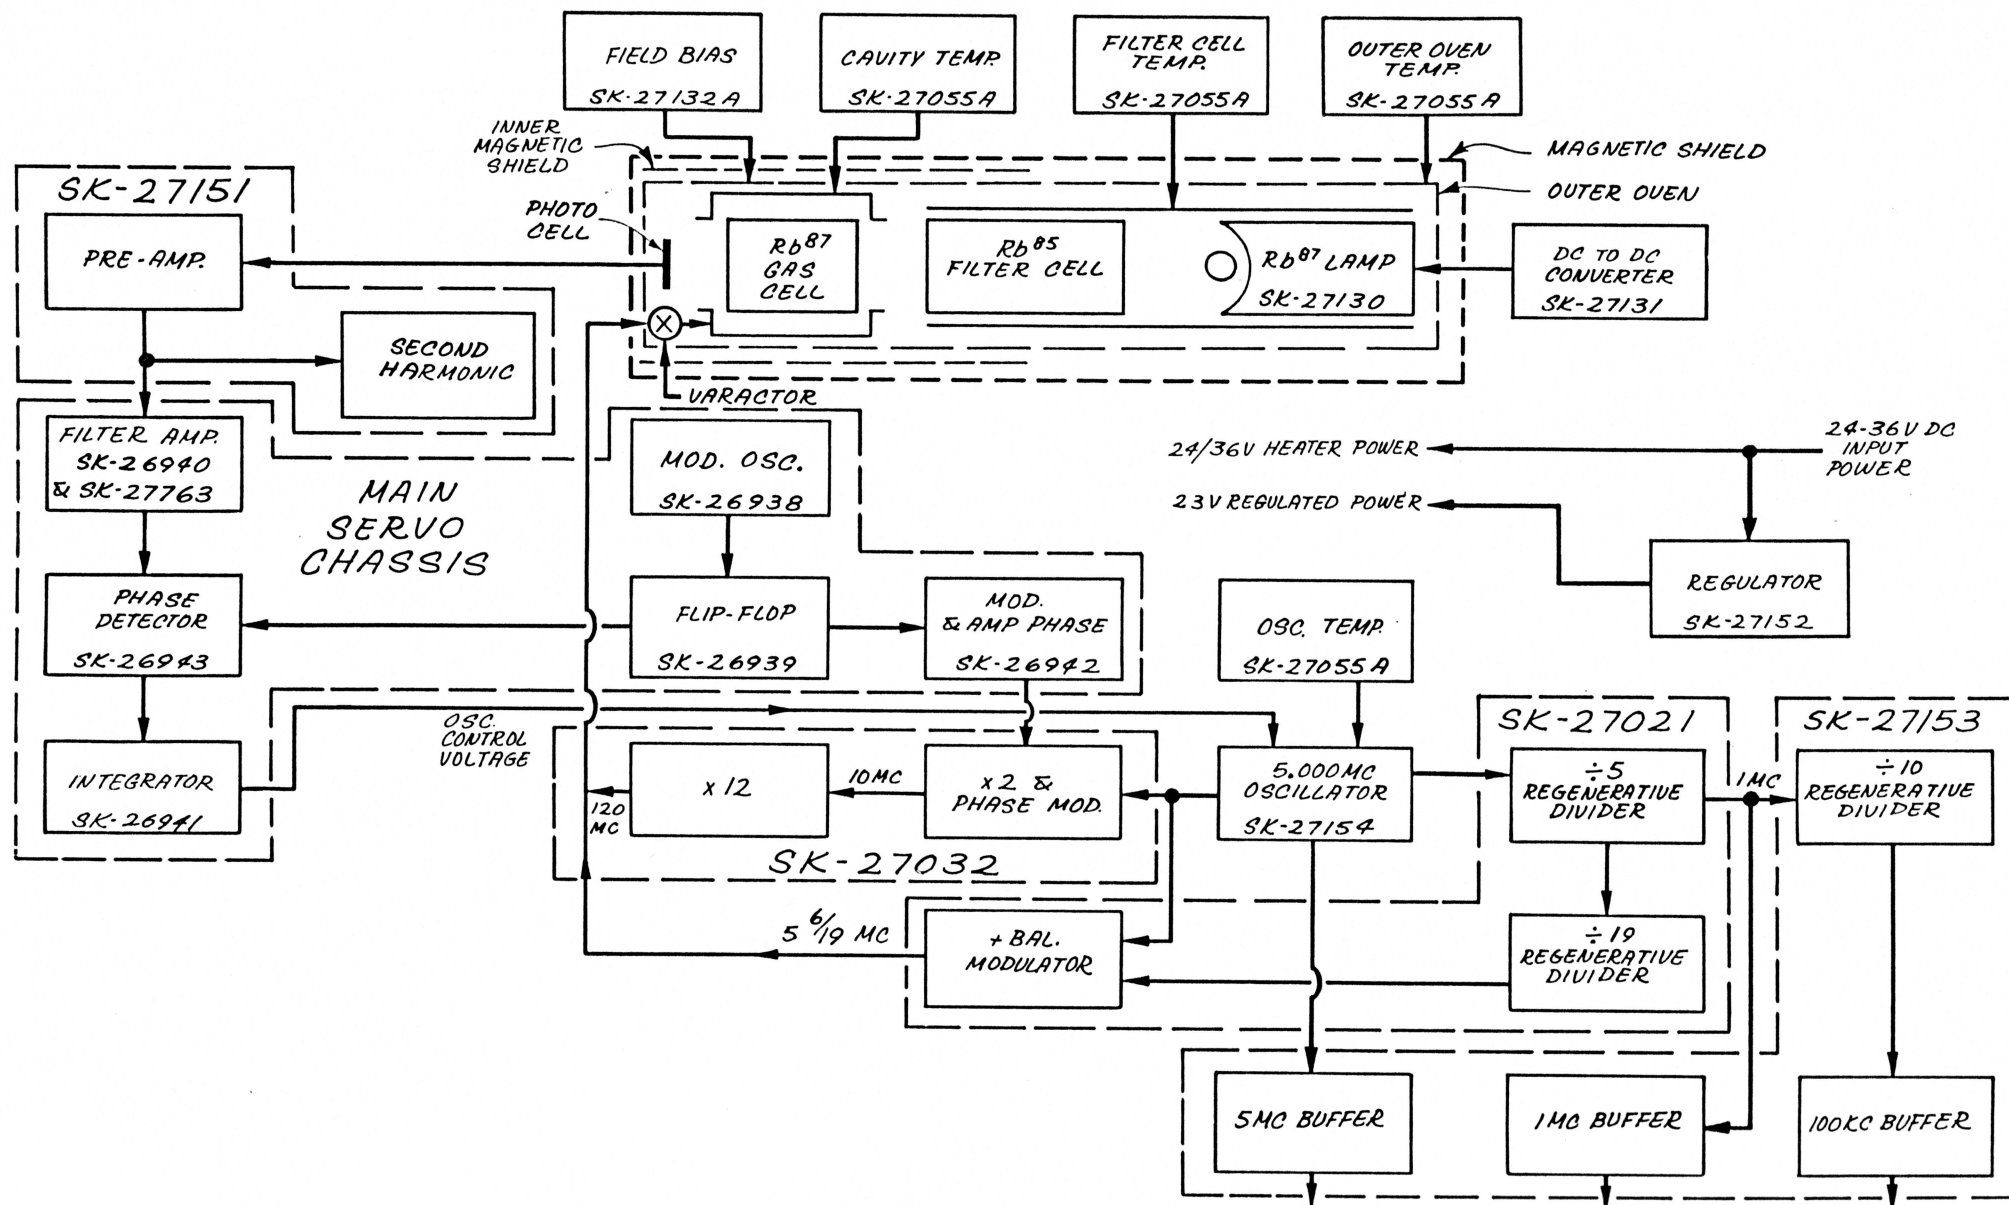 FIELD BIAS
SK-27132A
CAVITY TEMP.
SK-27055A
FILTER CELL
TEMP.
SK-27055A
OUTER OVEN
TEMP.
SK-27055A
INNER
MAGNETIC
SHIELD
MAGNETIC SHIELD
OUTER OVEN
SK-27151
PRE-AMP.
PHOTO
CELL
Rb87
GAS
CELL
Rb85
FILTER CELL
Rb87 LAMP
SK-27130
DC TO DC
CONVERTER
SK-27131
SECOND
HARMONIC
X
VARACTOR
FILTER AMP.
SK-26940
& SK-27763
MAIN
SERVO
CHASSIS
MOD. OSC.
SK-26938
24/36V HEATER POWER
24-36V DC
INPUT
POWER
23V REGULATED POWER
REGULATOR
SK-27152
PHASE
DETECTOR
SK-26943
FLIP-FLOP
SK-26939
MOD.
& AMP PHASE
SK-26942
OSC. TEMP.
SK-27055A
INTEGRATOR
SK-26941
OSC.
CONTROL
VOLTAGE
120
MC
x 12
10MC
x2 &
PHASE MOD.
SK-27032
5.000MC
OSCILLATOR
SK-27154
SK-27021
÷5
REGENERATIVE
DIVIDER
1MC
SK-27153
÷10
REGENERATIVE
DIVIDER
5 6/19 MC
+ BAL.
MODULATOR
÷19
REGENERATIVE
DIVIDER
5MC BUFFER
1MC BUFFER
100KC BUFFER